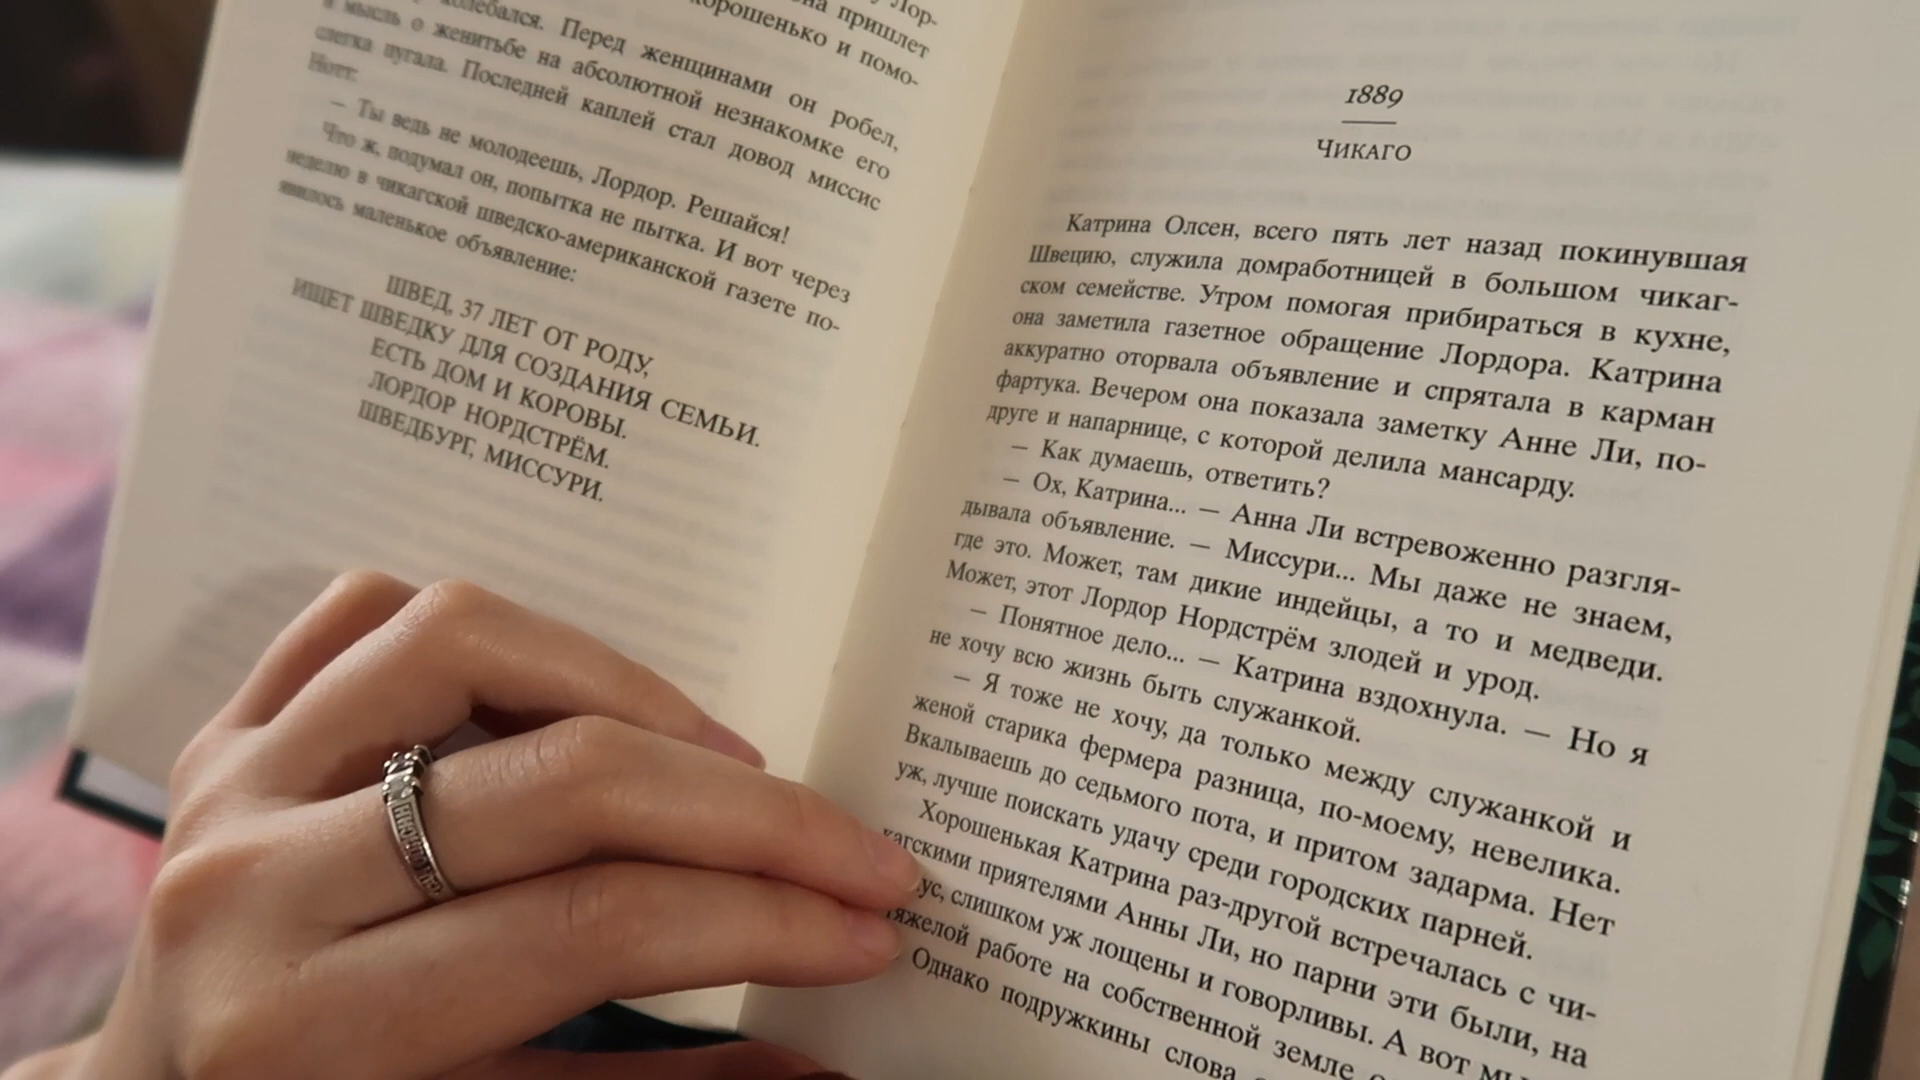 Лор-
на пришлет
хорошенько и помо-
колебался. Перед женщинами он робел,
и мысль о женитьбе на абсолютной незнакомке его
слегка пугала. Последней каплей стал довод миссис
Нотт:
— Ты ведь не молодеешь, Лордор. Решайся!
Что ж, подумал он, попытка не пытка. И вот через
неделю в чикагской шведско-американской газете по-
явилось маленькое объявление:
ШВЕД, 37 ЛЕТ ОТ РОДУ,
ИЩЕТ ШВЕДКУ ДЛЯ СОЗДАНИЯ СЕМЬИ.
ЕСТЬ ДОМ И КОРОВЫ.
ЛОРДОР НОРДСТРЁМ.
ШВЕДБУРГ, МИССУРИ.
1889
ЧИКАГО
Катрина Олсен, всего пять лет назад покинувшая
Швецию, служила домработницей в большом чикаг-
ском семействе. Утром помогая прибираться в кухне,
она заметила газетное обращение Лордора. Катрина
аккуратно оторвала объявление и спрятала в карман
фартука. Вечером она показала заметку Анне Ли, по-
друге и напарнице, с которой делила мансарду.
— Как думаешь, ответить?
— Ох, Катрина... — Анна Ли встревоженно разгля-
дывала объявление. — Миссури... Мы даже не знаем,
где это. Может, там дикие индейцы, а то и медведи.
Может, этот Лордор Нордстрём злодей и урод.
— Понятное дело... — Катрина вздохнула. — Но я
не хочу всю жизнь быть служанкой.
— Я тоже не хочу, да только между служанкой и
женой старика фермера разница, по-моему, невелика.
Вкалываешь до седьмого пота, и притом задарма. Нет
уж, лучше поискать удачу среди городских парней.
Хорошенькая Катрина раз-другой встречалась с чи-
кагскими приятелями Анны Ли, но парни эти были, на
слишком уж лощены и говорливы. А вот
тяжелой работе на собственной земле
Однако подружкины слова